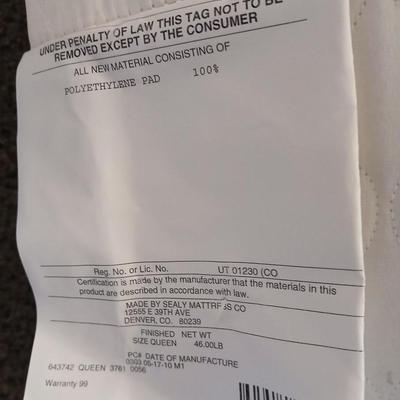 UNDER PENALTY OF LAW THIS TAG NOT TO BE
REMOVED EXCEPT BY THE CONSUMER
ALL NEW MATERIAL CONSISTING OF
POLYETHYLENE PAD 100%
Reg. No. or Lic. No. UT 01230 (CO
Certification is made by the manufacturer that the materials in this
product are described in accordance with law.
MADE BY SEALY MATTRESS CO
12555 E 39TH AVE
DENVER, CO. 80239
FINISHED NET WT
SIZE QUEEN 46.00LB
PC# DATE OF MANUFACTURE
0303 05-17-10 M1
643742 QUEEN 3761 0056
Warranty 99